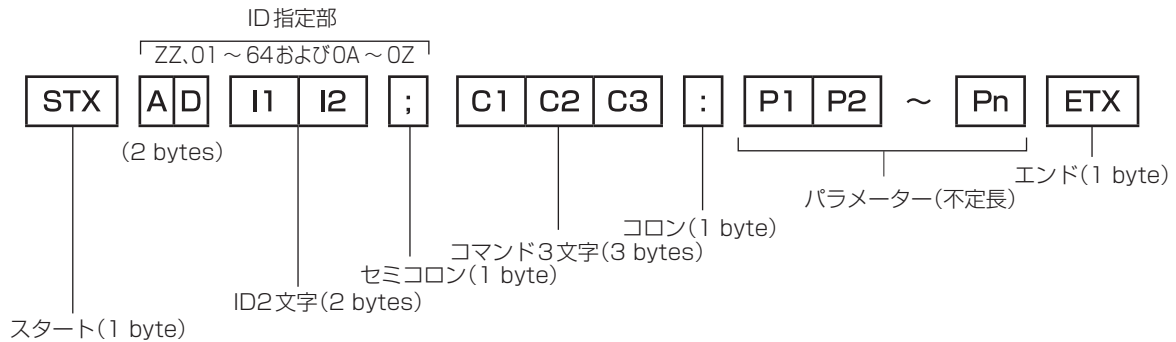 ID指定部
ZZ、01～64および0A～0Z
STX A D I1 I2 ; C1 C2 C3 : P1 P2 ～ Pn ETX
(2 bytes)
エンド(1 byte)
パラメーター(不定長)
コロン(1 byte)
コマンド3文字(3 bytes)
セミコロン(1 byte)
ID2文字(2 bytes)
スタート(1 byte)